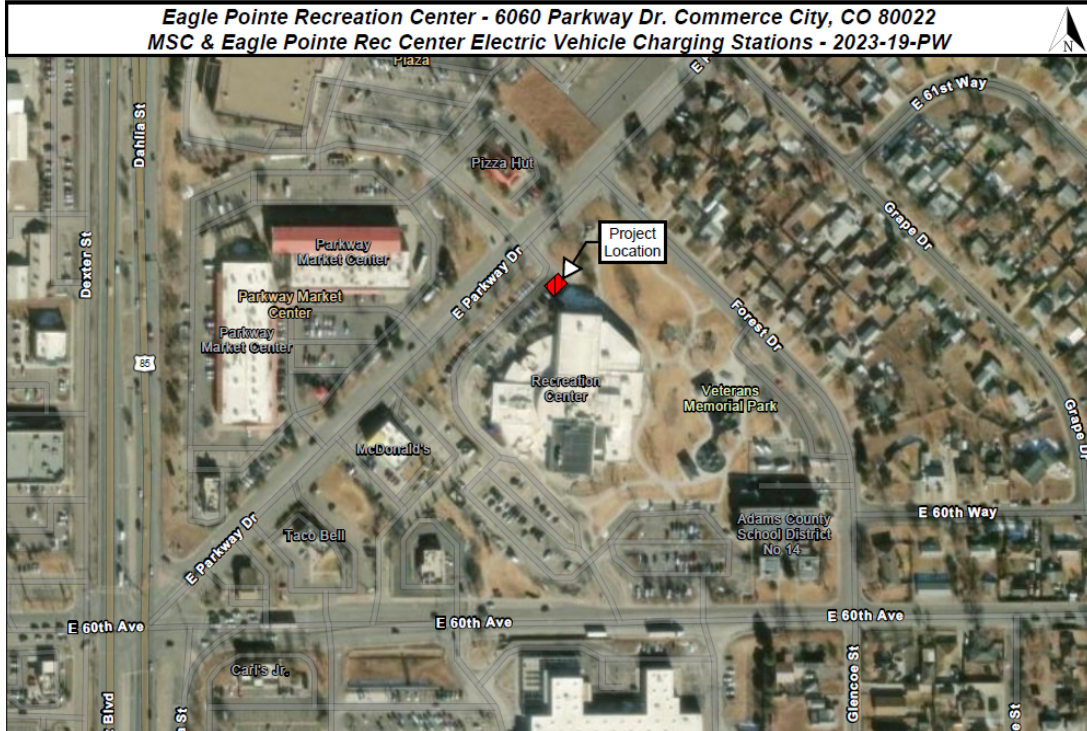 Eagle Pointe Recreation Center - 6060 Parkway Dr. Commerce City, CO 80022
MSC & Eagle Pointe Rec Center Electric Vehicle Charging Stations - 2023-19-PW
N
Plaza
E P
E 61st Way
Dahlia St
Pizza Hut
Grape Dr
Project
Location
Dexter St
Parkway
Market Center
E Parkway Dr
Parkway Market
Center
Parkway
Market Center
Forest Dr
85
Recreation
Center
Veterans
Memorial Park
Grape Dr
McDonald's
E 60th Way
Adams County
School District
No 14
E Parkway Dr
Taco Bell
E 60th Ave
E 60th Ave
E 60th Ave
Carl's Jr.
Blvd
St
Glencoe St
e St